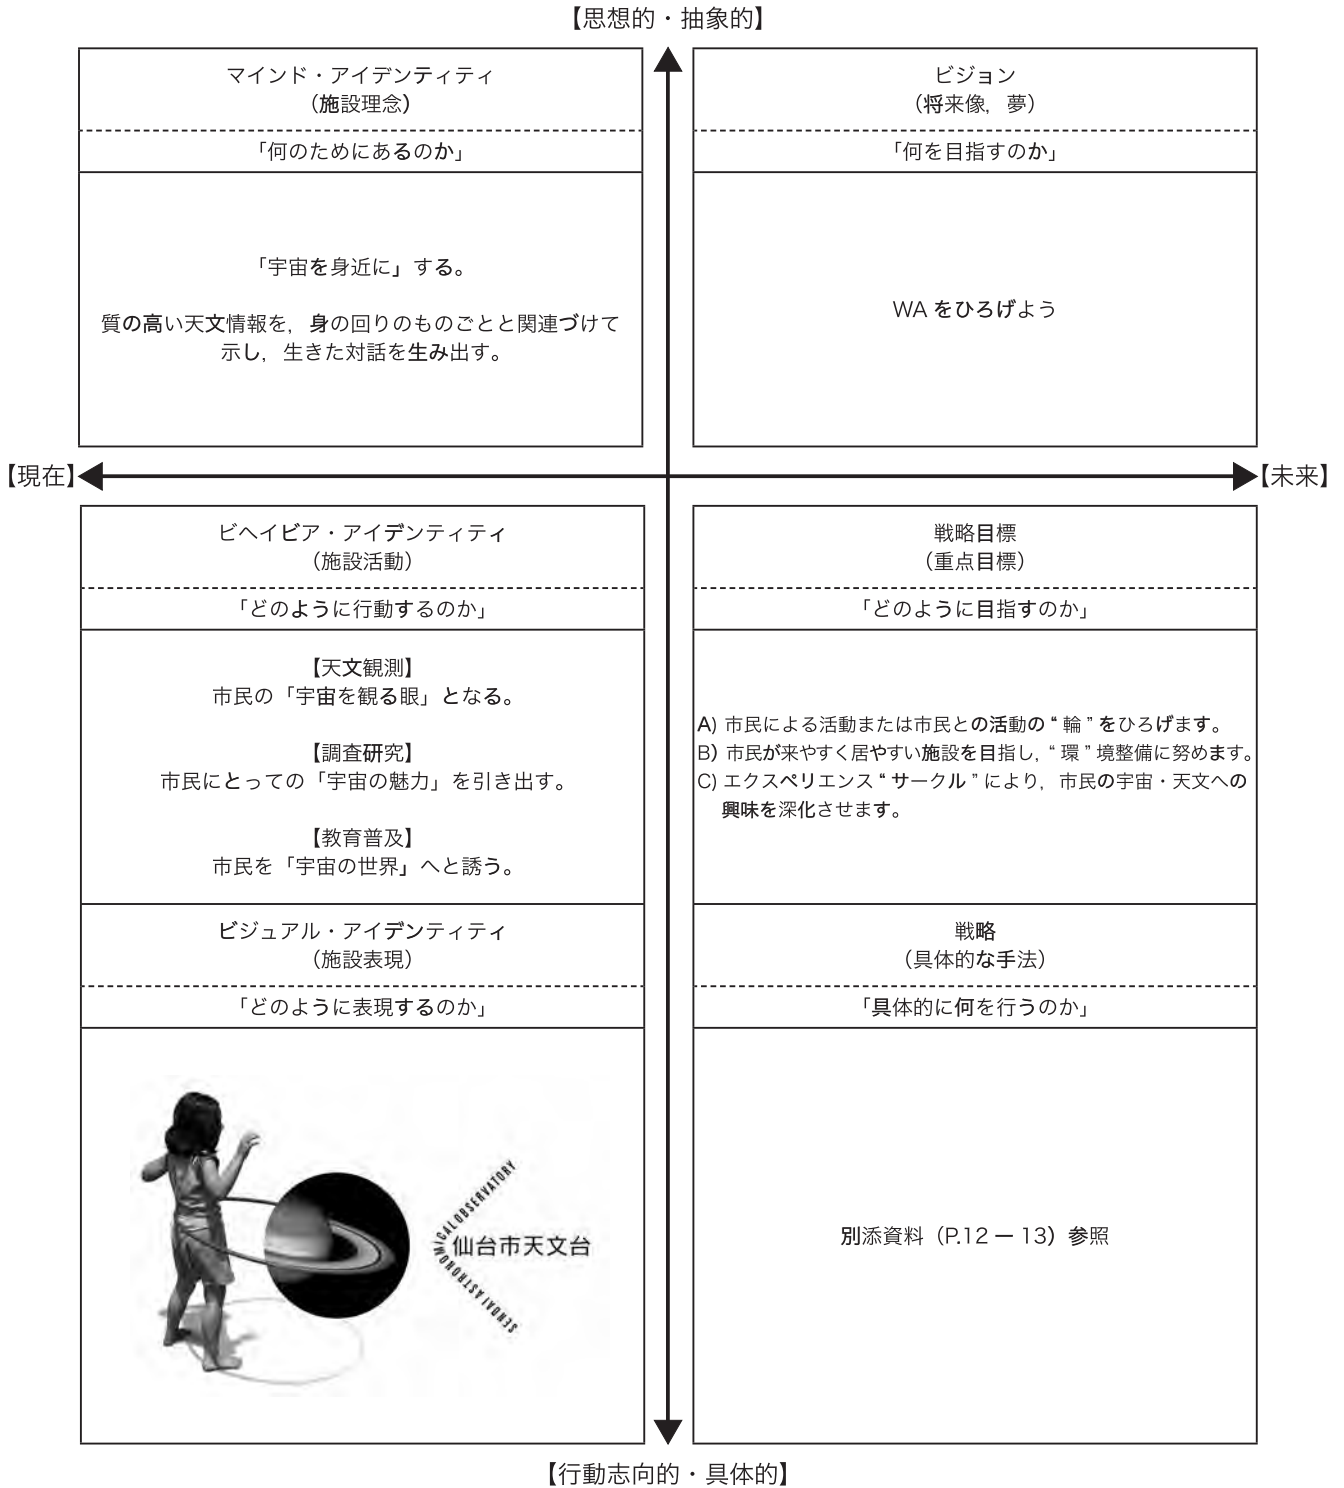 【思想的・抽象的】
マインド・アイデンティティ
（施設理念）
「何のためにあるのか」
「宇宙を身近に」する。
質の高い天文情報を，身の回りのものごとと関連づけて
示し，生きた対話を生み出す。
ビジョン
（将来像，夢）
「何を目指すのか」
WA をひろげよう
【現在】
【未来】
ビヘイビア・アイデンティティ
（施設活動）
「どのように行動するのか」
【天文観測】
市民の「宇宙を観る眼」となる。
【調査研究】
市民にとっての「宇宙の魅力」を引き出す。
【教育普及】
市民を「宇宙の世界」へと誘う。
戦略目標
（重点目標）
「どのように目指すのか」
A) 市民による活動または市民との活動の “ 輪 ” をひろげます。
B) 市民が来やすく居やすい施設を目指し，“ 環 ” 境整備に努めます。
C) エクスペリエンス “ サークル ” により，市民の宇宙・天文への
興味を深化させます。
ビジュアル・アイデンティティ
（施設表現）
「どのように表現するのか」
SENDAI ASTRONOMICAL OBSERVATORY
仙台市天文台
戦略
（具体的な手法）
「具体的に何を行うのか」
別添資料（P.12 ー 13）参照
【行動志向的・具体的】